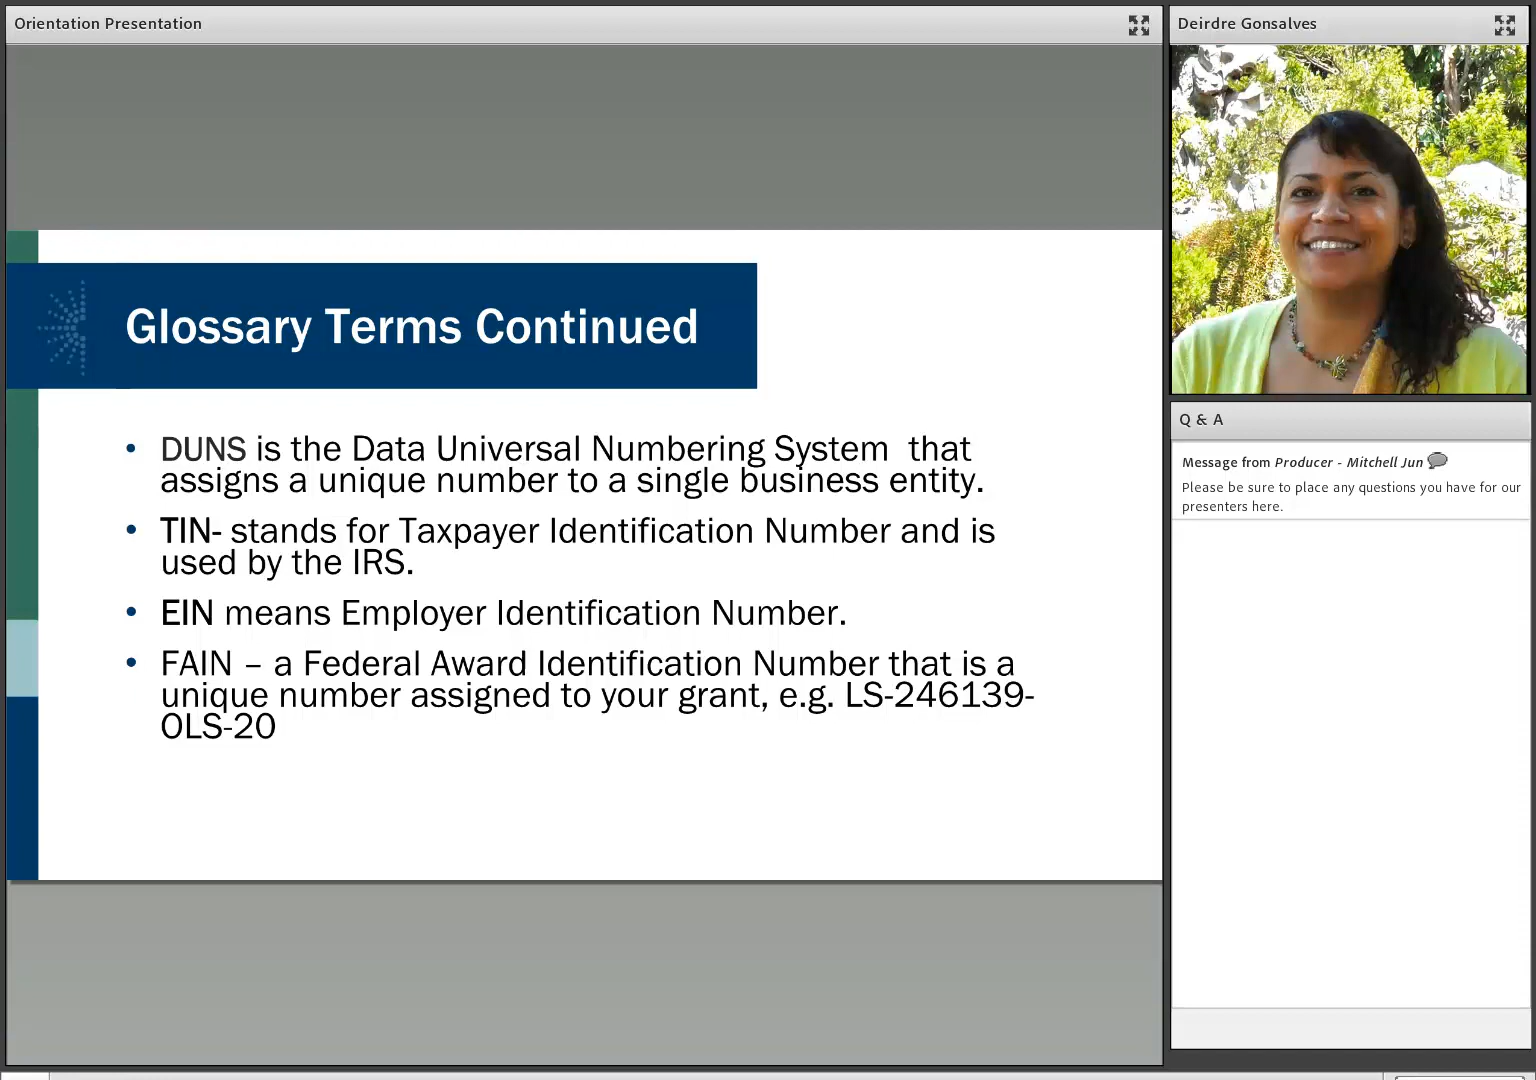 Orientation Presentation
Deirdre Gonsalves
Glossary Terms Continued
• DUNS is the Data Universal Numbering System  that
assigns a unique number to a single business entity.
• TIN- stands for Taxpayer Identification Number and is
used by the IRS.
• EIN means Employer Identification Number.
• FAIN – a Federal Award Identification Number that is a
unique number assigned to your grant, e.g. LS-246139-
OLS-20
Q & A
Message from Producer - Mitchell Jun
Please be sure to place any questions you have for our
presenters here.